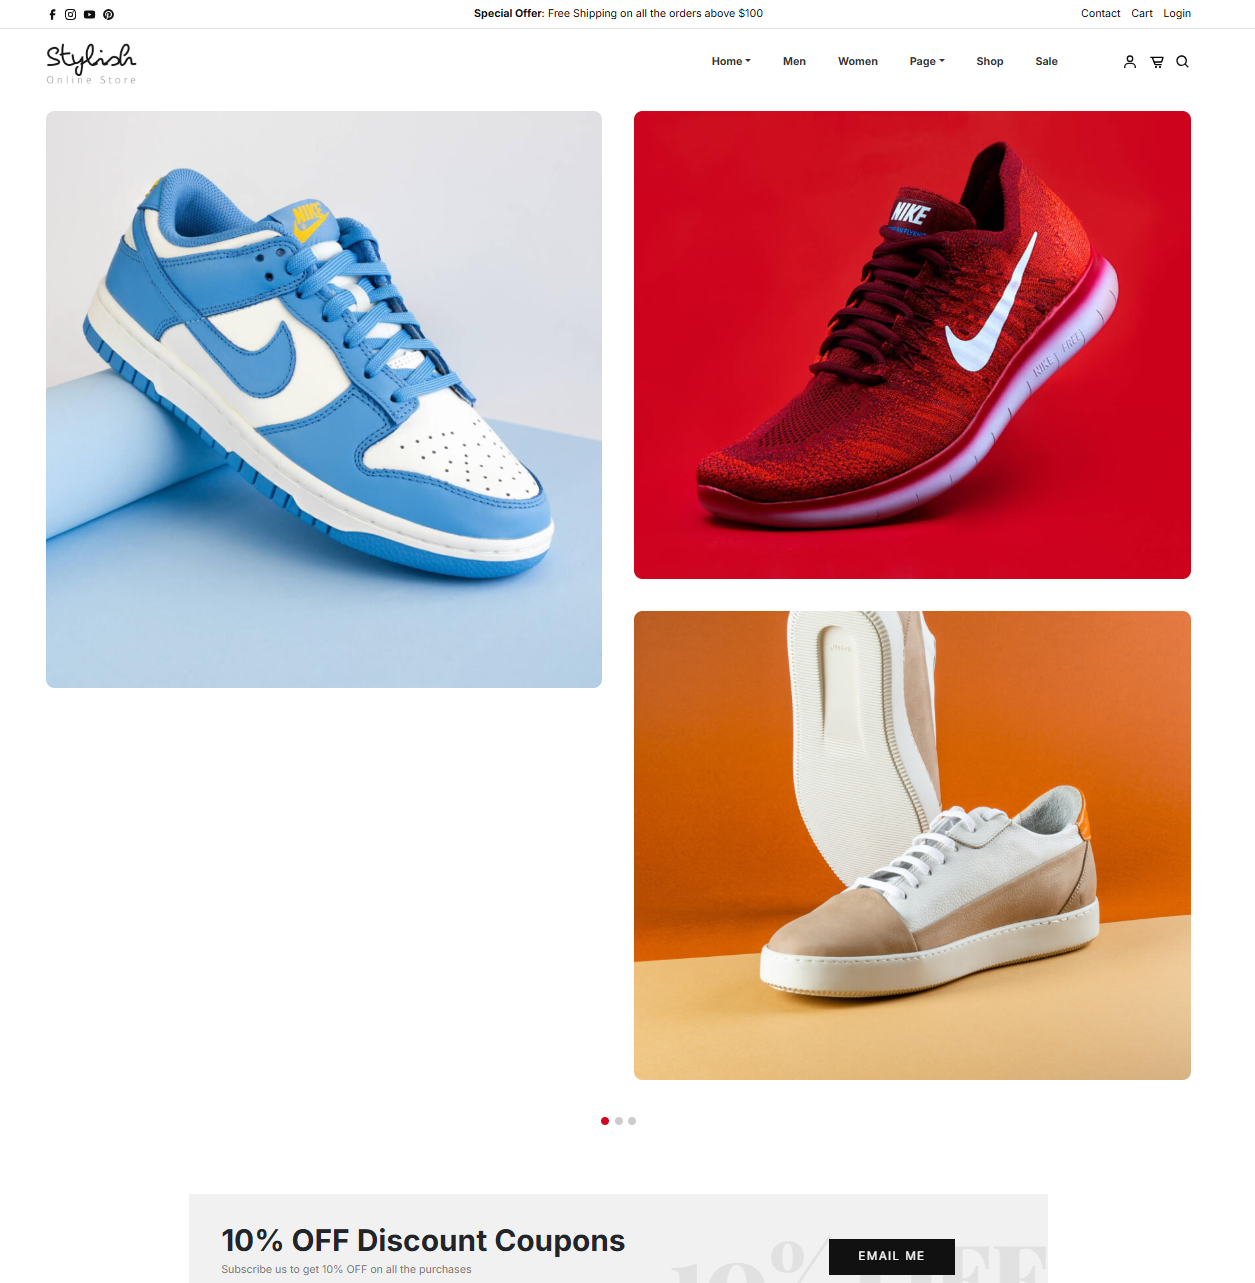 Special Offer: Free Shipping on all the orders above $100
Contact Cart Login
Stylish
Online Store
Home Men Women Page Shop Sale
NIKE
NIKE
NIKE FREE
10% OFF
10% OFF Discount Coupons
EMAIL ME
Subscribe us to get 10% OFF on all the purchases